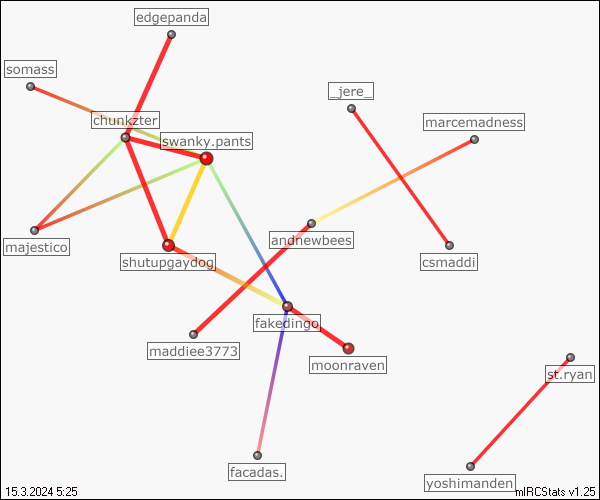 edgepanda
somass
_jere_
chunkzter
marcemadness
swanky.pants
majestico
andnewbees
shutupgaydog
csmaddi
fakedingo
maddiee3773
moonraven
st.ryan
facadas.
yoshimanden
15.3.2024 5:25
mIRCStats v1.25